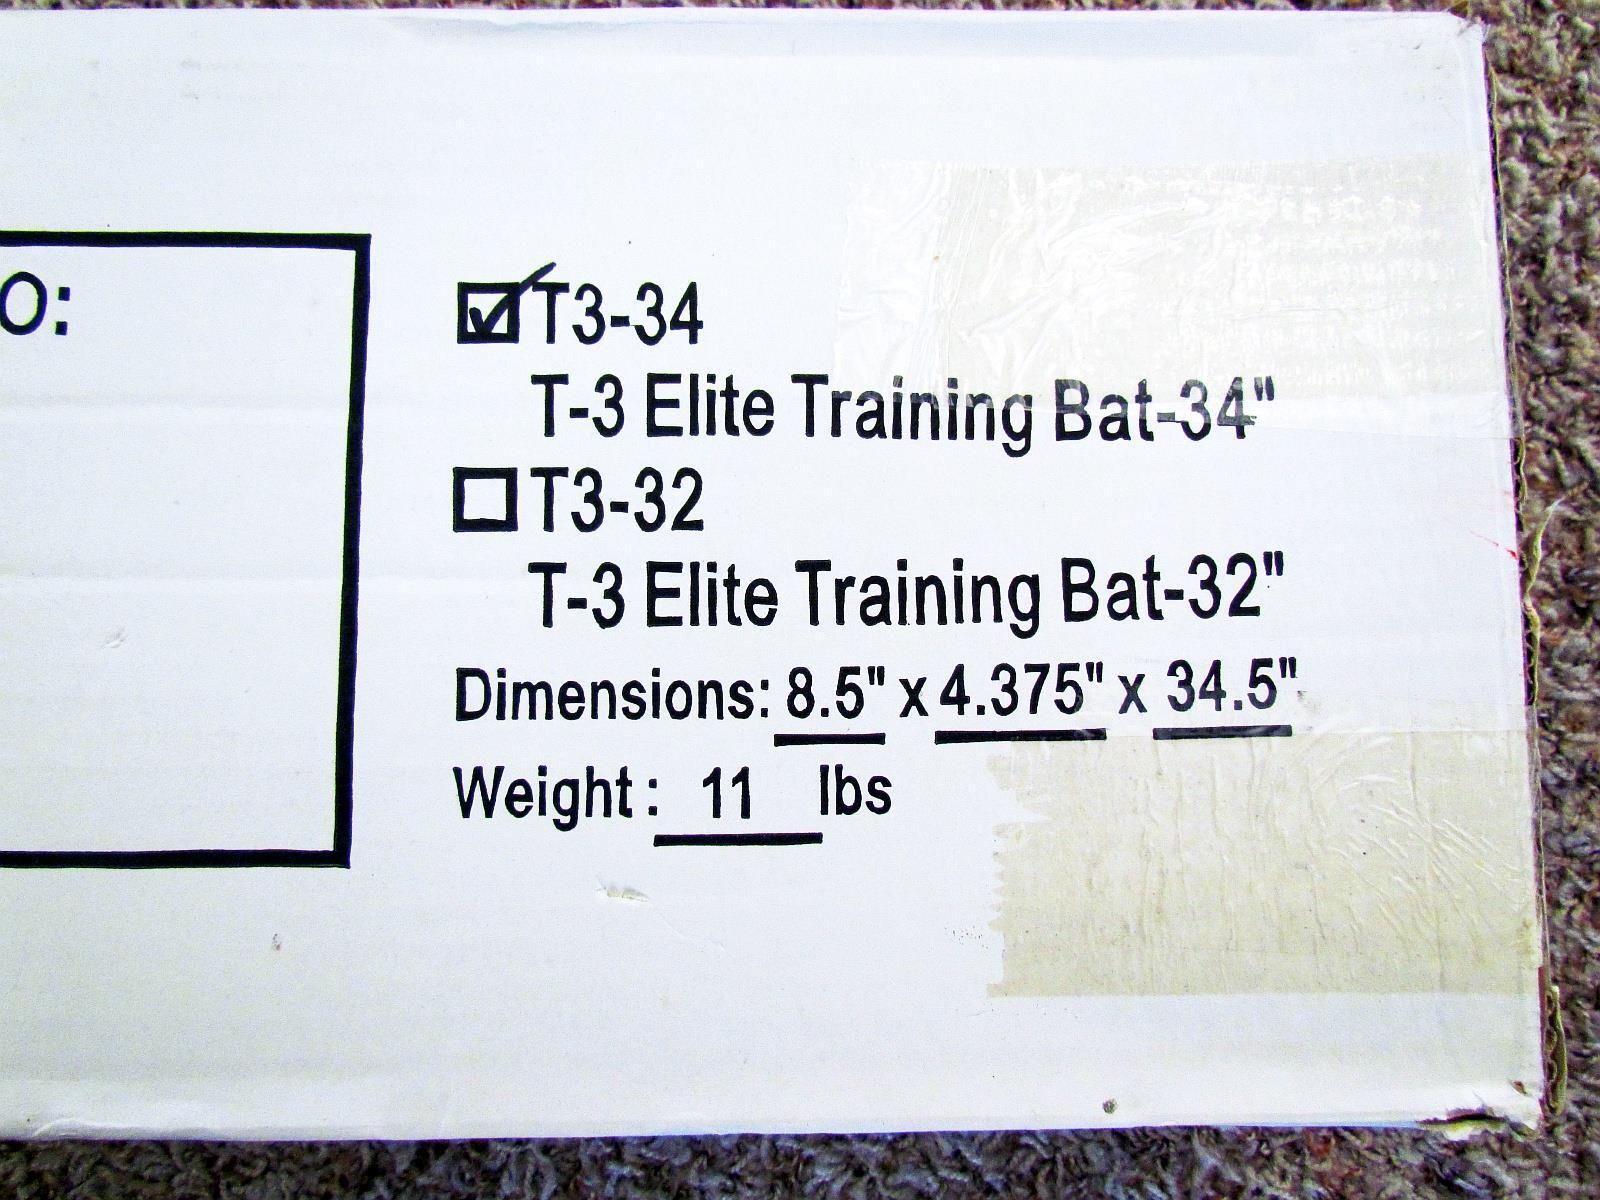 O:
T3-34
T-3 Elite Training Bat-34"
T3-32
T-3 Elite Training Bat-32"
Dimensions: 8.5" x 4.375" x 34.5"
Weight: 11 lbs